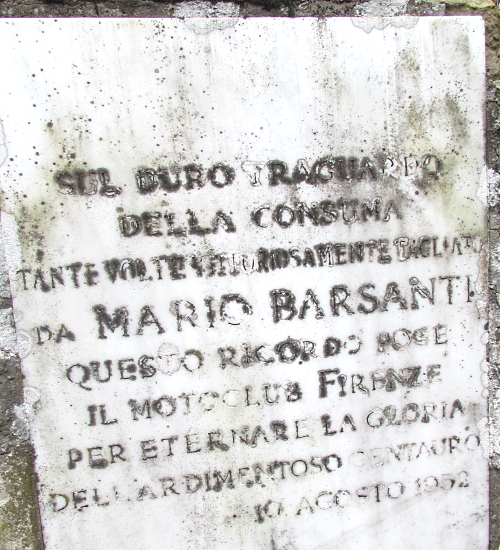 SUL DURO TRAGUARDO
DELLA CONSUMA
TANTE VOLTE VITTORIOSAMENTE TAGLIATO
DA MARIO BARSANTI
QUESTO RICORDO POSE
IL MOTOCLUB FIRENZE
PER ETERNARE LA GLORIA
DELL'ARDIMENTOSO CENTAURO
10 AGOSTO 1952